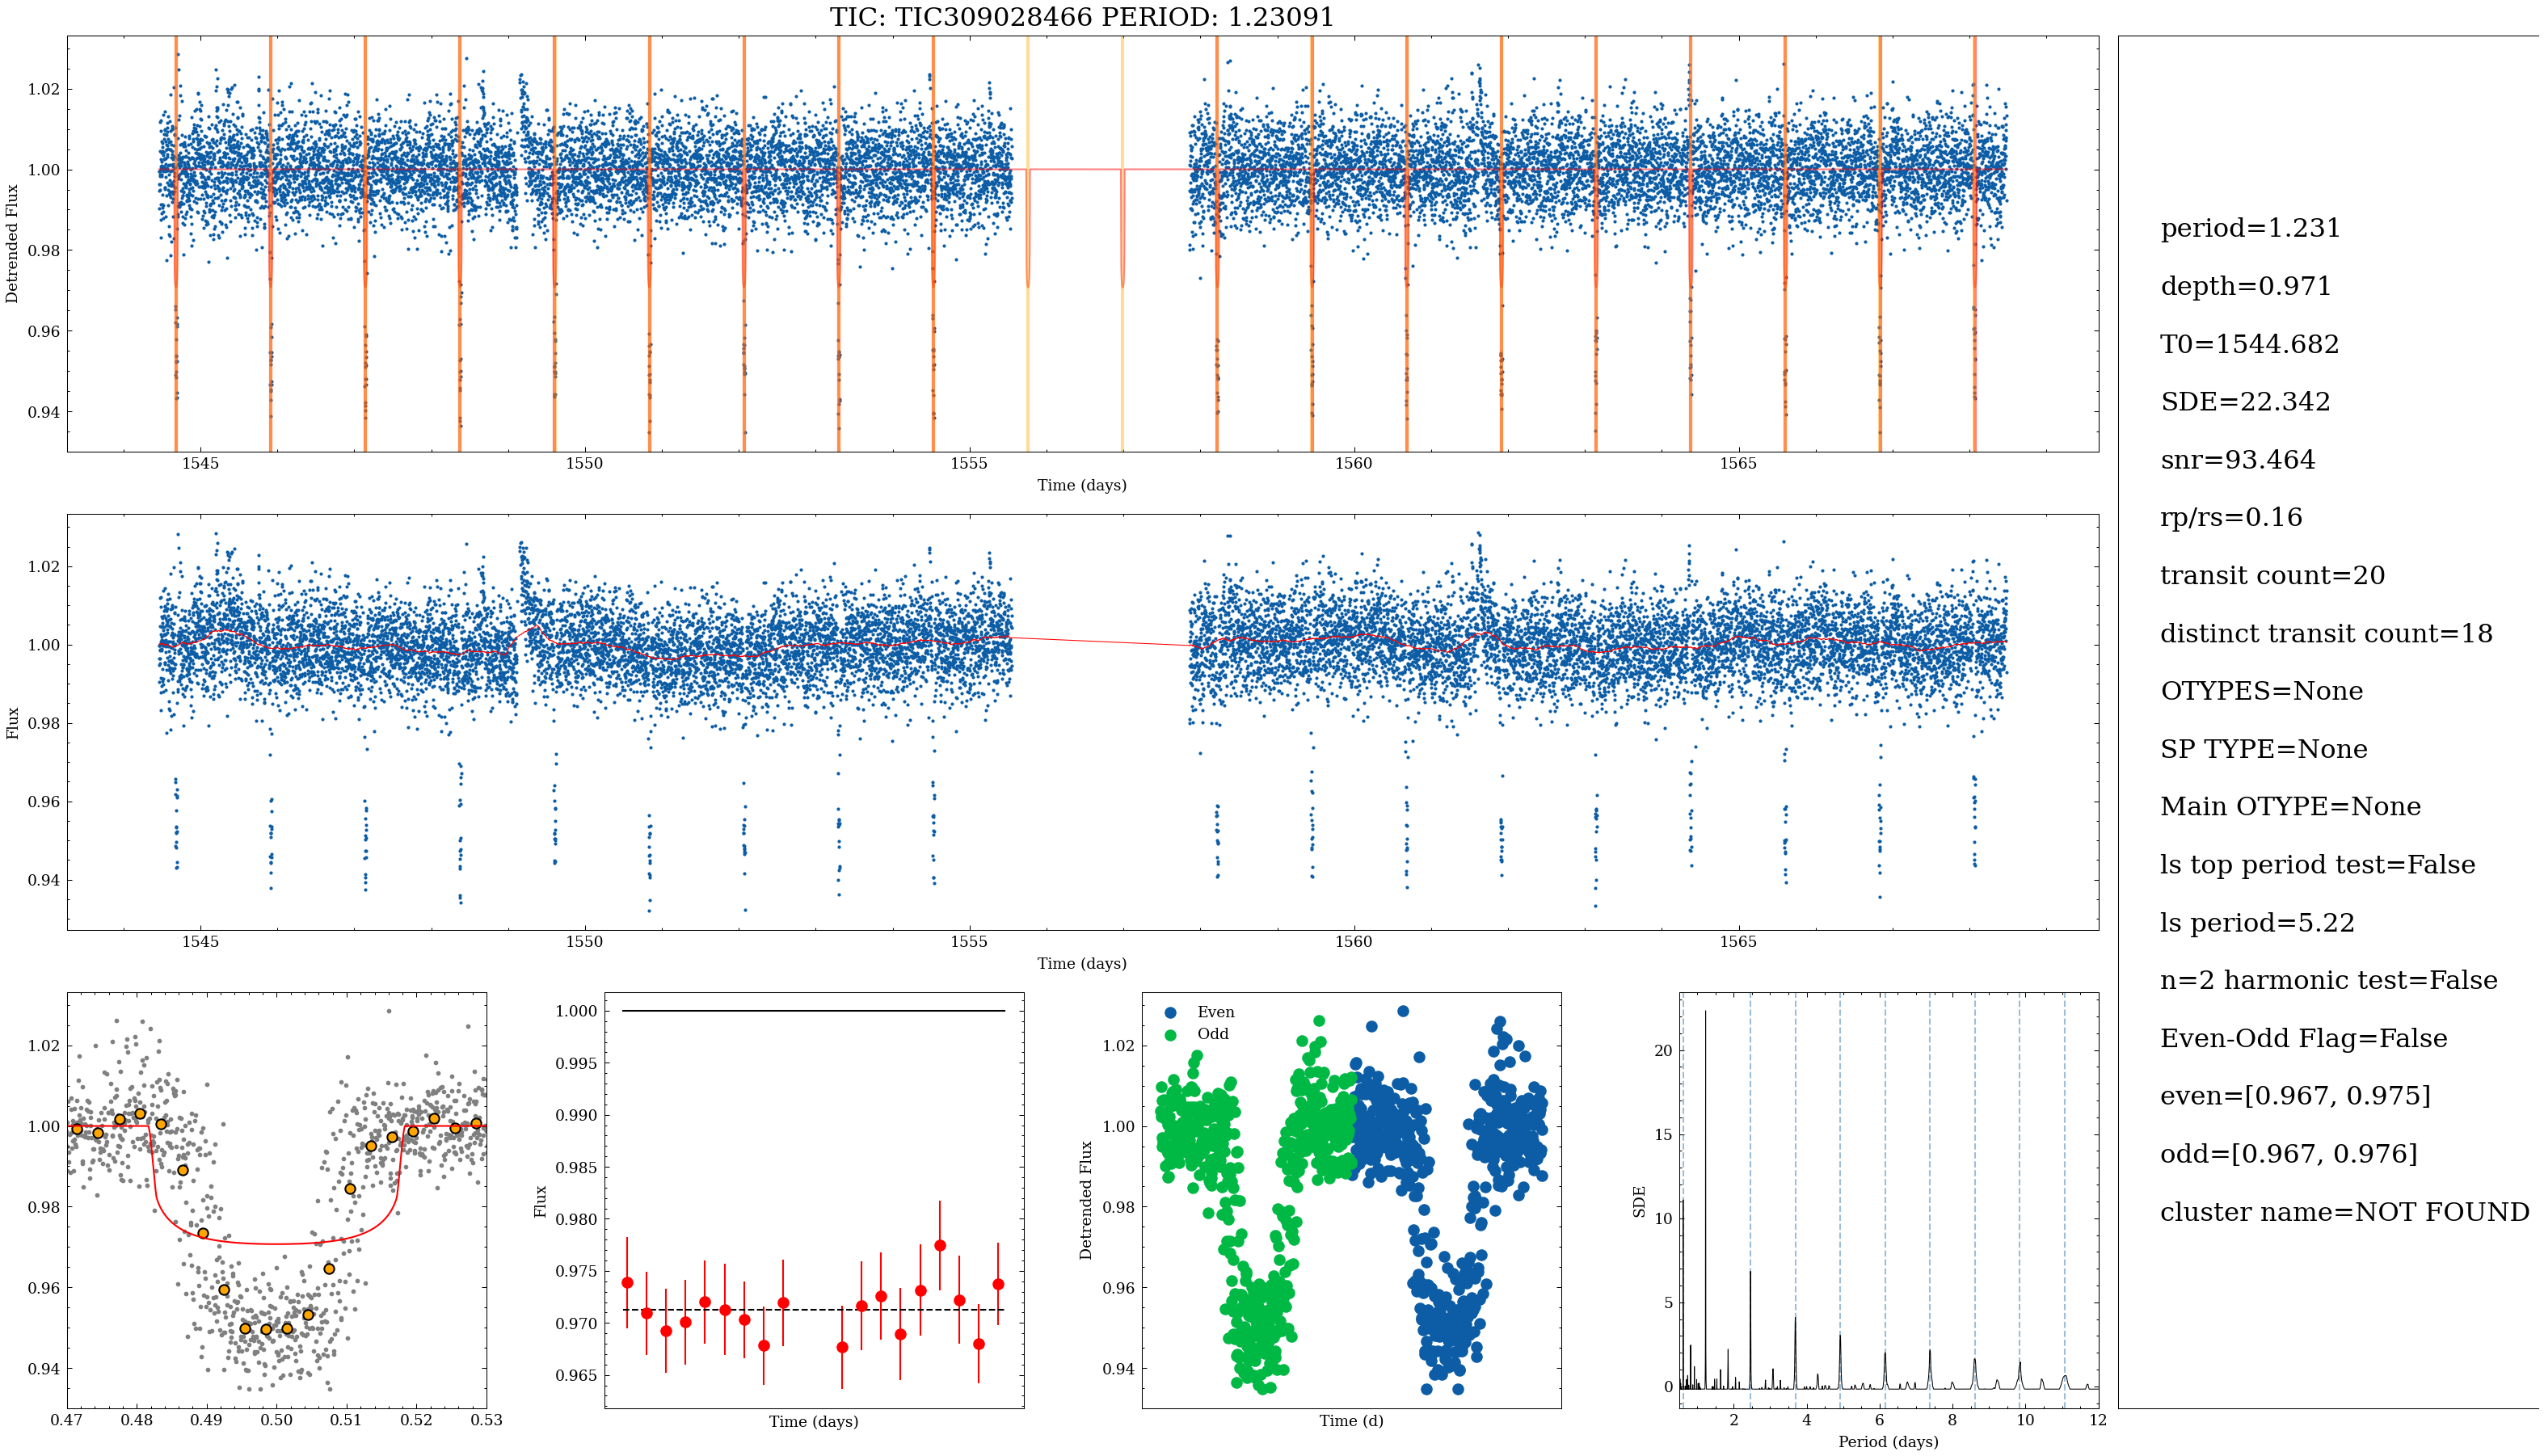 TIC: TIC309028466 PERIOD: 1.23091
Detrended Flux
1.02
1.00
0.98
0.96
0.94
1545
1550
1555
1560
1565
Time (days)
Flux
1.02
1.00
0.98
0.96
0.94
1545
1550
1555
1560
1565
Time (days)
1.02
1.00
0.98
0.96
0.94
0.47
0.48
0.49
0.50
0.51
0.52
0.53
Flux
1.000
0.995
0.990
0.985
0.980
0.975
0.970
0.965
Time (days)
Detrended Flux
1.02
1.00
0.98
0.96
0.94
Even
Odd
Time (d)
SDE
20
15
10
5
0
2
4
6
8
10
12
Period (days)
period=1.231
depth=0.971
T0=1544.682
SDE=22.342
snr=93.464
rp/rs=0.16
transit count=20
distinct transit count=18
OTYPES=None
SP TYPE=None
Main OTYPE=None
ls top period test=False
ls period=5.22
n=2 harmonic test=False
Even-Odd Flag=False
even=[0.967, 0.975]
odd=[0.967, 0.976]
cluster name=NOT FOUND